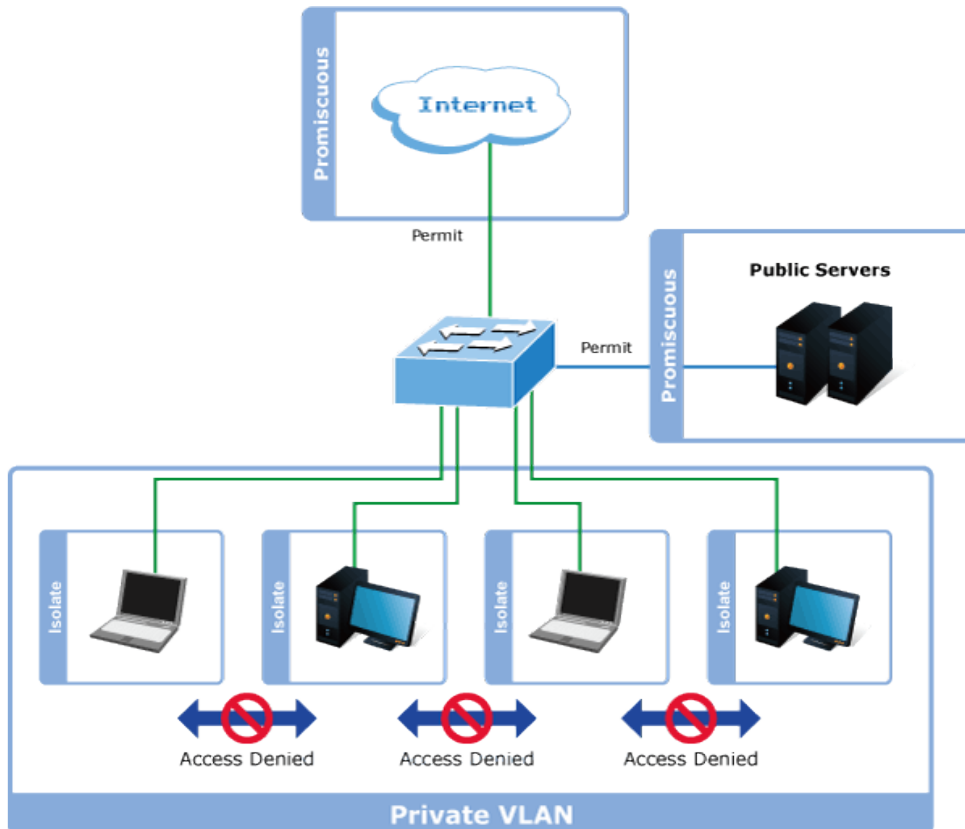 Promiscuous
Internet
Permit
Promiscuous
Public Servers
Permit
Isolate
Isolate
Isolate
Isolate
Access Denied
Access Denied
Access Denied
Private VLAN